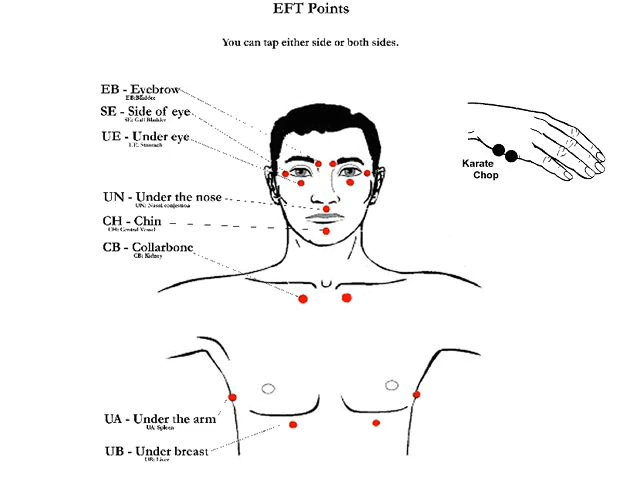 EFT Points
You can tap either side or both sides.
EB - Eyebrow
EB:Bladder
SE - Side of eye
SE: Gall Bladder
UE - Under eye
UE: Stomach
UN - Under the nose
UN: Nasal congestion
CH - Chin
CH: Central Vessel
CB - Collarbone
CB: Kidney
UA - Under the arm
UA: Spleen
UB - Under breast
UB: Liver
Karate
Chop